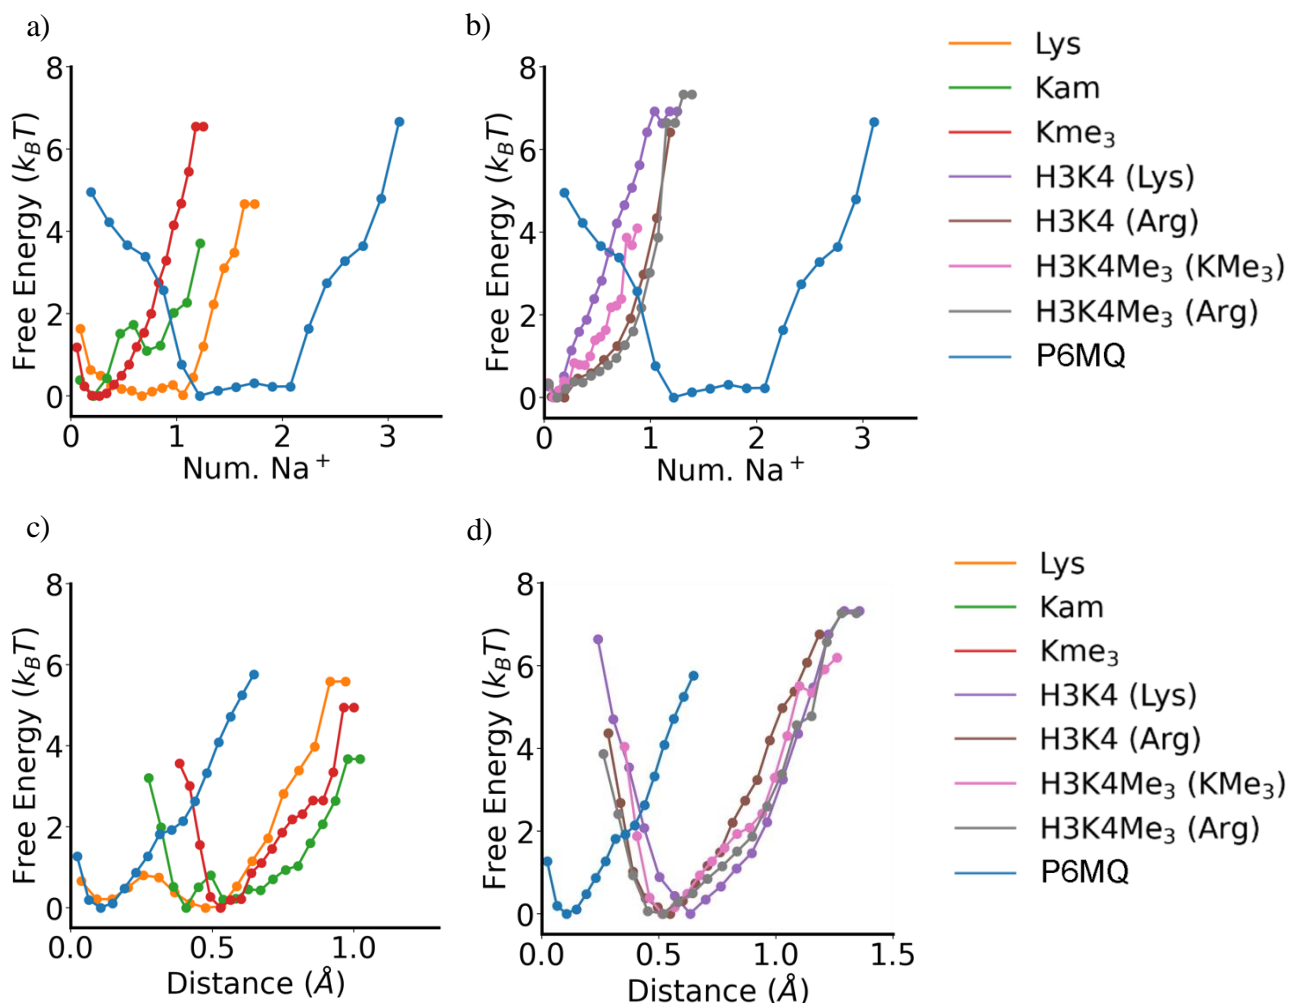 a)
b)
8
6
4
2
0
Free Energy (k_BT)
0 1 2 3
Num. Na⁺
8
6
4
2
0
Free Energy (k_BT)
0 1 2 3
Num. Na⁺
Lys
Kam
Kme₃
H3K4 (Lys)
H3K4 (Arg)
H3K4Me₃ (KMe₃)
H3K4Me₃ (Arg)
P6MQ
c)
d)
8
6
4
2
0
Free Energy (k_BT)
0.0 0.5 1.0
Distance (Å)
8
7
6
5
4
3
2
1
0
Free Energy (k_BT)
0.0 0.5 1.0 1.5
Distance (Å)
Lys
Kam
Kme₃
H3K4 (Lys)
H3K4 (Arg)
H3K4Me₃ (KMe₃)
H3K4Me₃ (Arg)
P6MQ